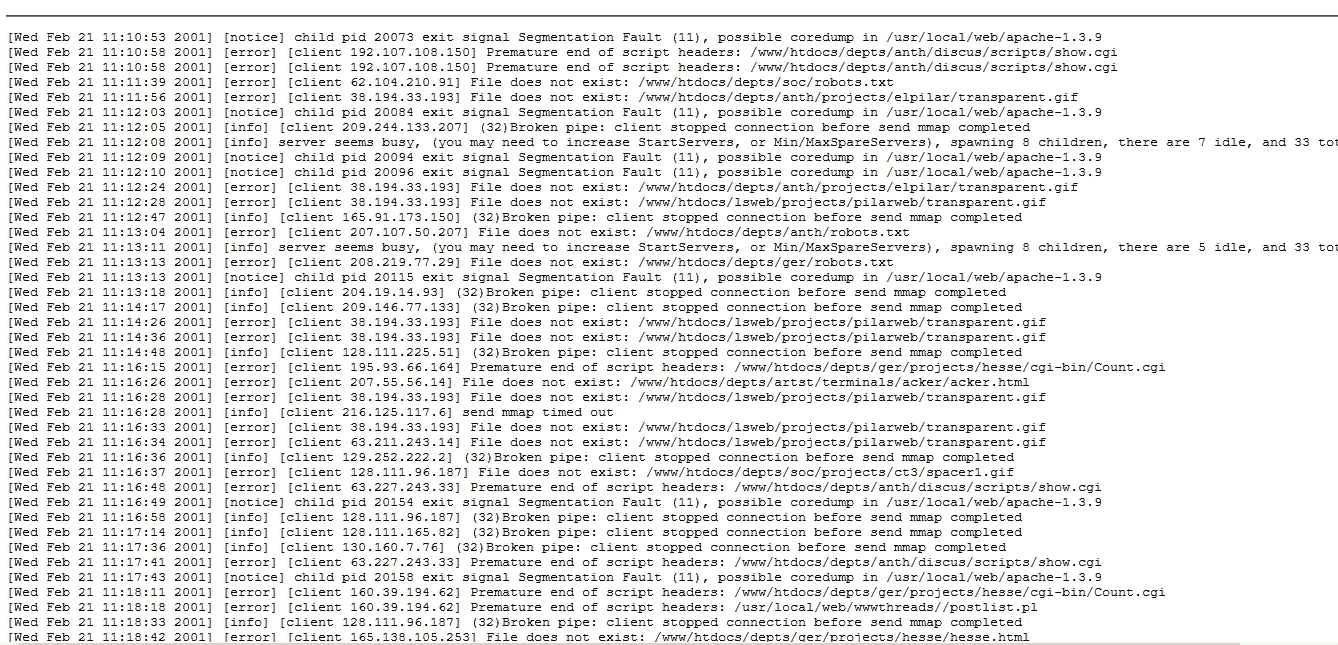 [Wed Feb 21 11:10:53 2001] [notice] child pid 20073 exit signal Segmentation Fault (11), possible coredump in /usr/local/web/apache-1.3.9
[Wed Feb 21 11:10:58 2001] [error] [client 192.107.108.150] Premature end of script headers: /www/htdocs/depts/anth/discus/scripts/show.cgi
[Wed Feb 21 11:10:58 2001] [error] [client 192.107.108.150] Premature end of script headers: /www/htdocs/depts/anth/discus/scripts/show.cgi
[Wed Feb 21 11:11:39 2001] [error] [client 62.104.210.91] File does not exist: /www/htdocs/depts/soc/robots.txt
[Wed Feb 21 11:11:56 2001] [error] [client 38.194.33.193] File does not exist: /www/htdocs/depts/anth/projects/elpilar/transparent.gif
[Wed Feb 21 11:12:03 2001] [notice] child pid 20084 exit signal Segmentation Fault (11), possible coredump in /usr/local/web/apache-1.3.9
[Wed Feb 21 11:12:05 2001] [info] [client 209.244.133.207] (32)Broken pipe: client stopped connection before send mmap completed
[Wed Feb 21 11:12:08 2001] [info] server seems busy, (you may need to increase StartServers, or Min/MaxSpareServers), spawning 8 children, there are 7 idle, and 33 tot
[Wed Feb 21 11:12:09 2001] [notice] child pid 20094 exit signal Segmentation Fault (11), possible coredump in /usr/local/web/apache-1.3.9
[Wed Feb 21 11:12:10 2001] [notice] child pid 20096 exit signal Segmentation Fault (11), possible coredump in /usr/local/web/apache-1.3.9
[Wed Feb 21 11:12:24 2001] [error] [client 38.194.33.193] File does not exist: /www/htdocs/depts/anth/projects/elpilar/transparent.gif
[Wed Feb 21 11:12:28 2001] [error] [client 38.194.33.193] File does not exist: /www/htdocs/lsweb/projects/pilarweb/transparent.gif
[Wed Feb 21 11:12:47 2001] [info] [client 165.91.173.150] (32)Broken pipe: client stopped connection before send mmap completed
[Wed Feb 21 11:13:04 2001] [error] [client 207.107.50.207] File does not exist: /www/htdocs/depts/anth/robots.txt
[Wed Feb 21 11:13:11 2001] [info] server seems busy, (you may need to increase StartServers, or Min/MaxSpareServers), spawning 8 children, there are 5 idle, and 33 tot
[Wed Feb 21 11:13:13 2001] [error] [client 208.219.77.29] File does not exist: /www/htdocs/depts/ger/robots.txt
[Wed Feb 21 11:13:13 2001] [notice] child pid 20115 exit signal Segmentation Fault (11), possible coredump in /usr/local/web/apache-1.3.9
[Wed Feb 21 11:13:18 2001] [info] [client 204.19.14.93] (32)Broken pipe: client stopped connection before send mmap completed
[Wed Feb 21 11:14:17 2001] [info] [client 209.146.77.133] (32)Broken pipe: client stopped connection before send mmap completed
[Wed Feb 21 11:14:26 2001] [error] [client 38.194.33.193] File does not exist: /www/htdocs/lsweb/projects/pilarweb/transparent.gif
[Wed Feb 21 11:14:36 2001] [error] [client 38.194.33.193] File does not exist: /www/htdocs/lsweb/projects/pilarweb/transparent.gif
[Wed Feb 21 11:14:48 2001] [info] [client 128.111.225.51] (32)Broken pipe: client stopped connection before send mmap completed
[Wed Feb 21 11:16:15 2001] [error] [client 195.93.66.164] Premature end of script headers: /www/htdocs/depts/ger/projects/hesse/cgi-bin/Count.cgi
[Wed Feb 21 11:16:26 2001] [error] [client 207.55.56.14] File does not exist: /www/htdocs/depts/artst/terminals/acker/acker.html
[Wed Feb 21 11:16:28 2001] [error] [client 38.194.33.193] File does not exist: /www/htdocs/lsweb/projects/pilarweb/transparent.gif
[Wed Feb 21 11:16:28 2001] [info] [client 216.125.117.6] send mmap timed out
[Wed Feb 21 11:16:33 2001] [error] [client 38.194.33.193] File does not exist: /www/htdocs/lsweb/projects/pilarweb/transparent.gif
[Wed Feb 21 11:16:34 2001] [error] [client 63.211.243.14] File does not exist: /www/htdocs/lsweb/projects/pilarweb/transparent.gif
[Wed Feb 21 11:16:36 2001] [info] [client 129.252.222.2] (32)Broken pipe: client stopped connection before send mmap completed
[Wed Feb 21 11:16:37 2001] [error] [client 128.111.96.187] File does not exist: /www/htdocs/depts/soc/projects/ct3/spacer1.gif
[Wed Feb 21 11:16:48 2001] [error] [client 63.227.243.33] Premature end of script headers: /www/htdocs/depts/anth/discus/scripts/show.cgi
[Wed Feb 21 11:16:49 2001] [notice] child pid 20154 exit signal Segmentation Fault (11), possible coredump in /usr/local/web/apache-1.3.9
[Wed Feb 21 11:16:58 2001] [info] [client 128.111.96.187] (32)Broken pipe: client stopped connection before send mmap completed
[Wed Feb 21 11:17:14 2001] [info] [client 128.111.165.82] (32)Broken pipe: client stopped connection before send mmap completed
[Wed Feb 21 11:17:36 2001] [info] [client 130.160.7.76] (32)Broken pipe: client stopped connection before send mmap completed
[Wed Feb 21 11:17:41 2001] [error] [client 63.227.243.33] Premature end of script headers: /www/htdocs/depts/anth/discus/scripts/show.cgi
[Wed Feb 21 11:17:43 2001] [notice] child pid 20158 exit signal Segmentation Fault (11), possible coredump in /usr/local/web/apache-1.3.9
[Wed Feb 21 11:18:11 2001] [error] [client 160.39.194.62] Premature end of script headers: /www/htdocs/depts/ger/projects/hesse/cgi-bin/Count.cgi
[Wed Feb 21 11:18:18 2001] [error] [client 160.39.194.62] Premature end of script headers: /usr/local/web/wwwthreads//postlist.pl
[Wed Feb 21 11:18:33 2001] [info] [client 128.111.96.187] (32)Broken pipe: client stopped connection before send mmap completed
[Wed Feb 21 11:18:42 2001] [error] [client 165.138.105.253] File does not exist: /www/htdocs/depts/ger/projects/hesse/hesse.html